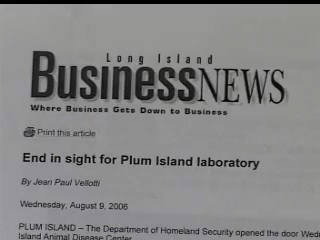 Long Island
BusinessNEWS
Where Business Gets Down to Business
Print this article
End in sight for Plum Island laboratory
By Jean Paul Vellotti
Wednesday, August 9, 2006
PLUM ISLAND – The Department of Homeland Security opened the door Wed
Island Animal Disease Center